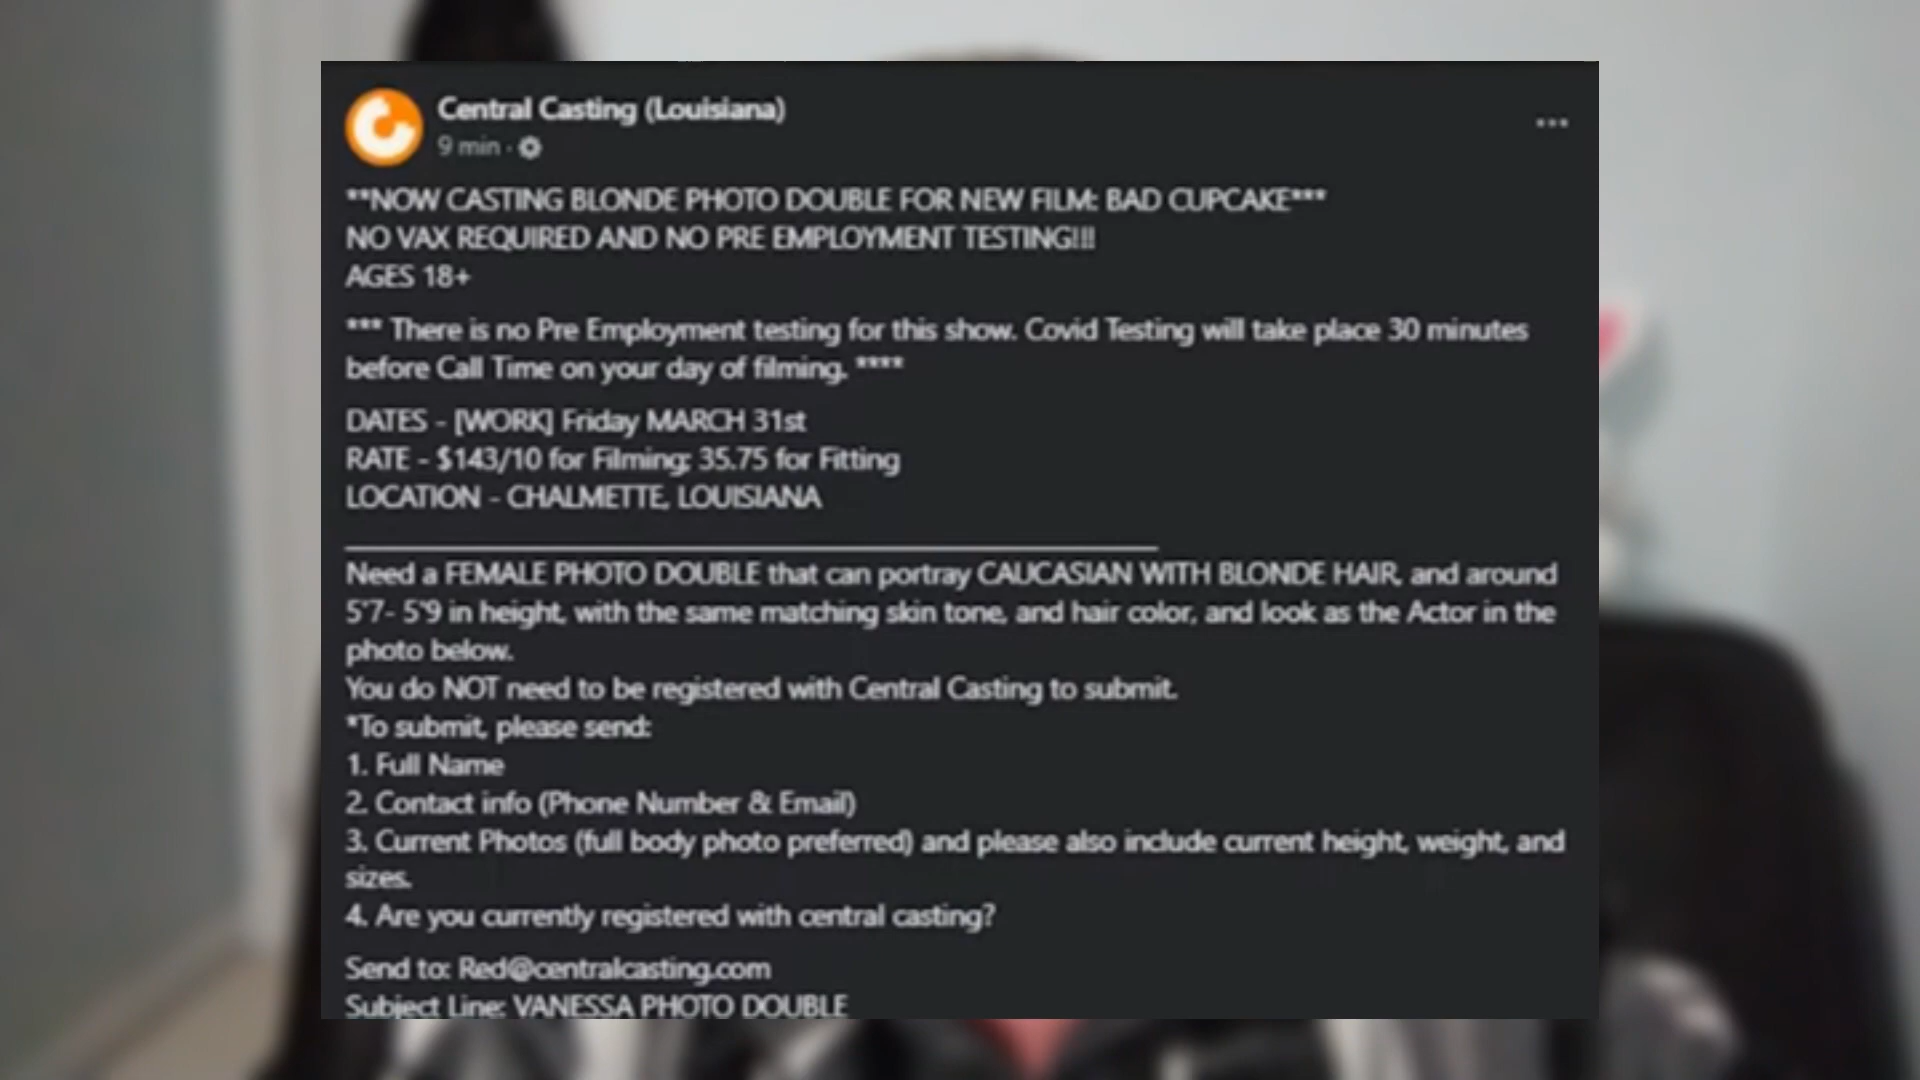 Central Casting (Louisiana)
9 min ·
**NOW CASTING BLONDE PHOTO DOUBLE FOR NEW FILM: BAD CUPCAKE***
NO VAX REQUIRED AND NO PRE EMPLOYMENT TESTING!!!
AGES 18+
*** There is no Pre Employment testing for this show. Covid Testing will take place 30 minutes
before Call Time on your day of filming. ****
DATES - [WORK] Friday MARCH 31st
RATE - $143/10 for Filming; 35.75 for Fitting
LOCATION - CHALMETTE, LOUISIANA
Need a FEMALE PHOTO DOUBLE that can portray CAUCASIAN WITH BLONDE HAIR, and around
5'7- 5'9 in height, with the same matching skin tone, and hair color, and look as the Actor in the
photo below.
You do NOT need to be registered with Central Casting to submit.
*To submit, please send:
1. Full Name
2. Contact info (Phone Number & Email)
3. Current Photos (full body photo preferred) and please also include current height, weight, and
sizes.
4. Are you currently registered with central casting?
Send to: Red@centralcasting.com
Subject Line: VANESSA PHOTO DOUBLE